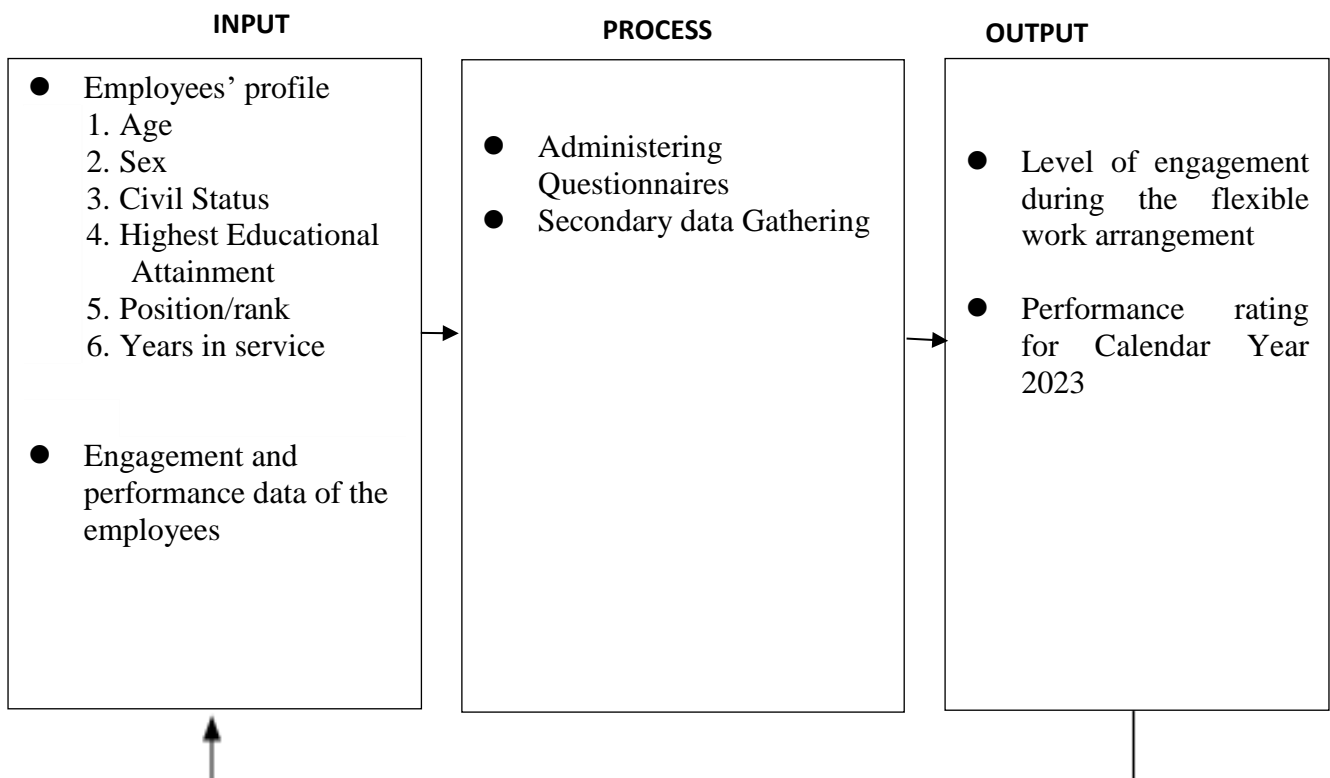 INPUT
● Employees’ profile
1. Age
2. Sex
3. Civil Status
4. Highest Educational
Attainment
5. Position/rank
6. Years in service
● Engagement and
performance data of the
employees
PROCESS
● Administering
Questionnaires
● Secondary data Gathering
OUTPUT
● Level of engagement
during the flexible
work arrangement
● Performance rating
for Calendar Year
2023